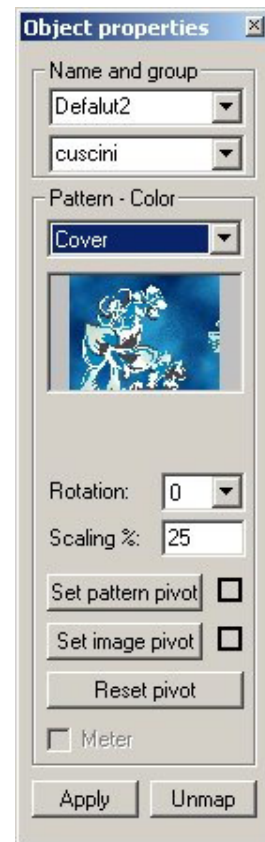 Object properties
Name and group
Defalut2
cuscini
Pattern - Color
Cover
Rotation: 0
Scaling %: 25
Set pattern pivot
Set image pivot
Reset pivot
Meter
Apply Unmap